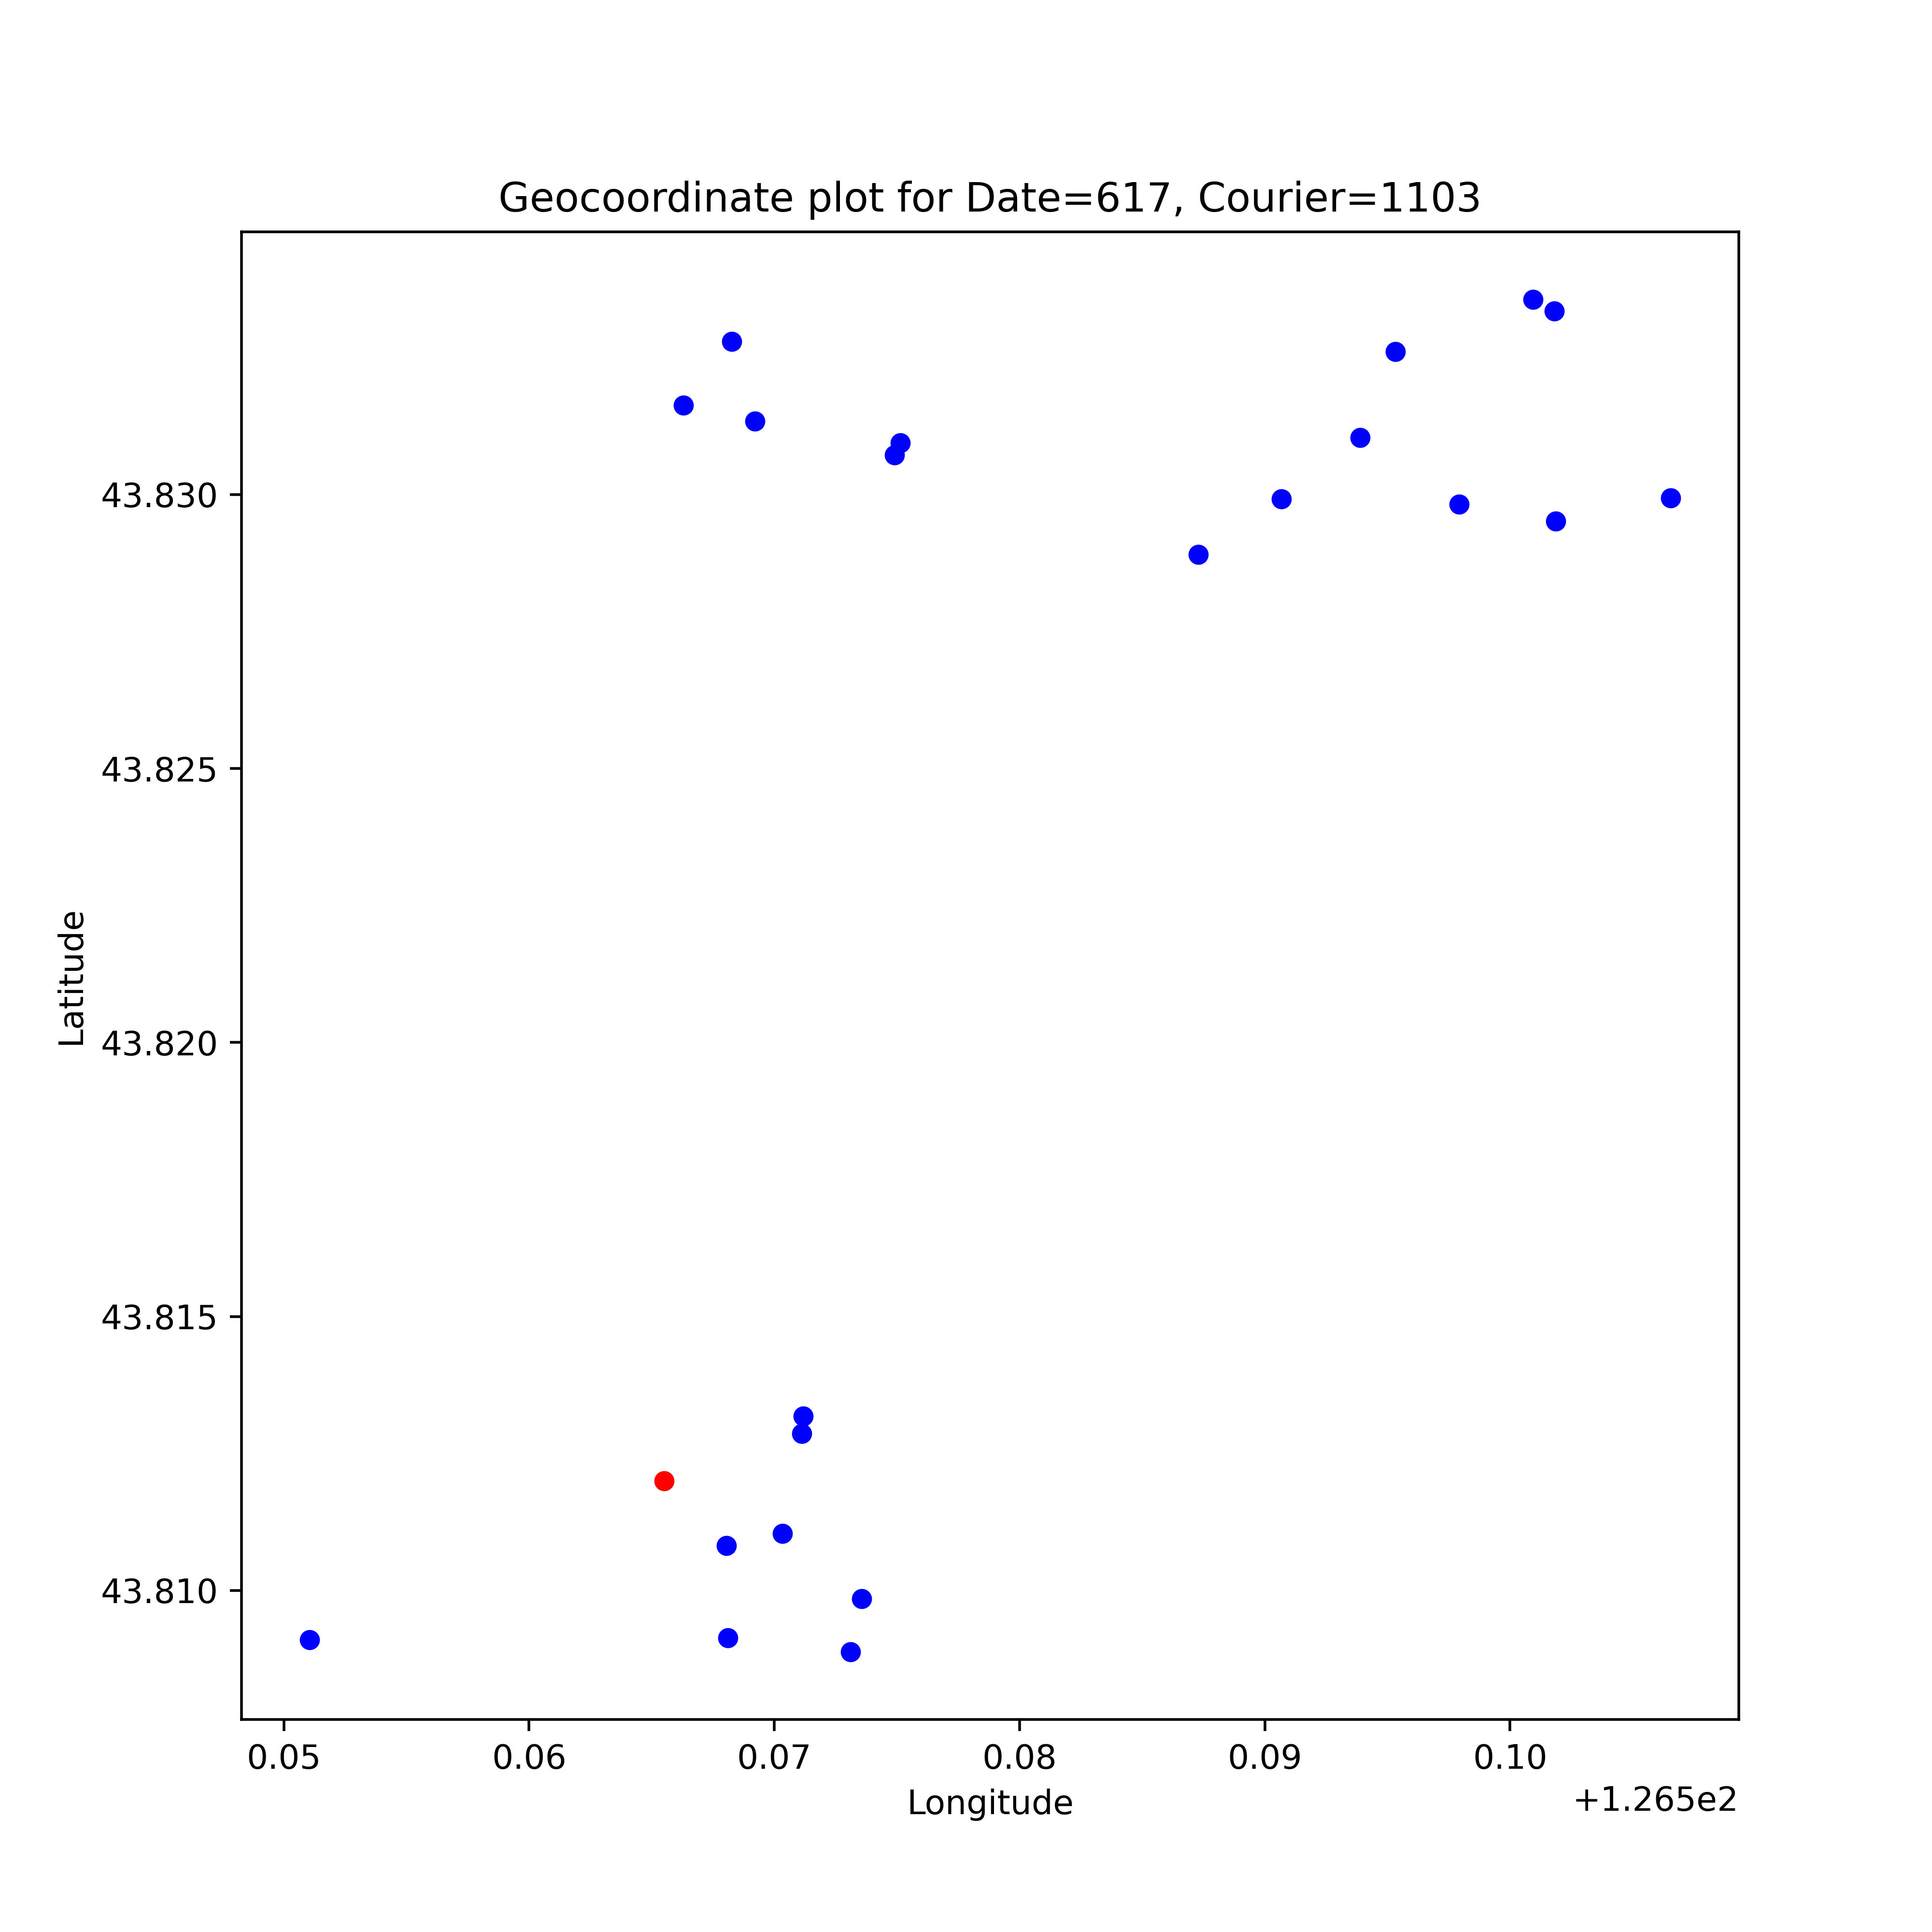 Geocoordinate plot for Date=617, Courier=1103
43.830
43.825
43.820
43.815
43.810
Latitude
0.05 0.06 0.07 0.08 0.09 0.10
Longitude
+1.265e2